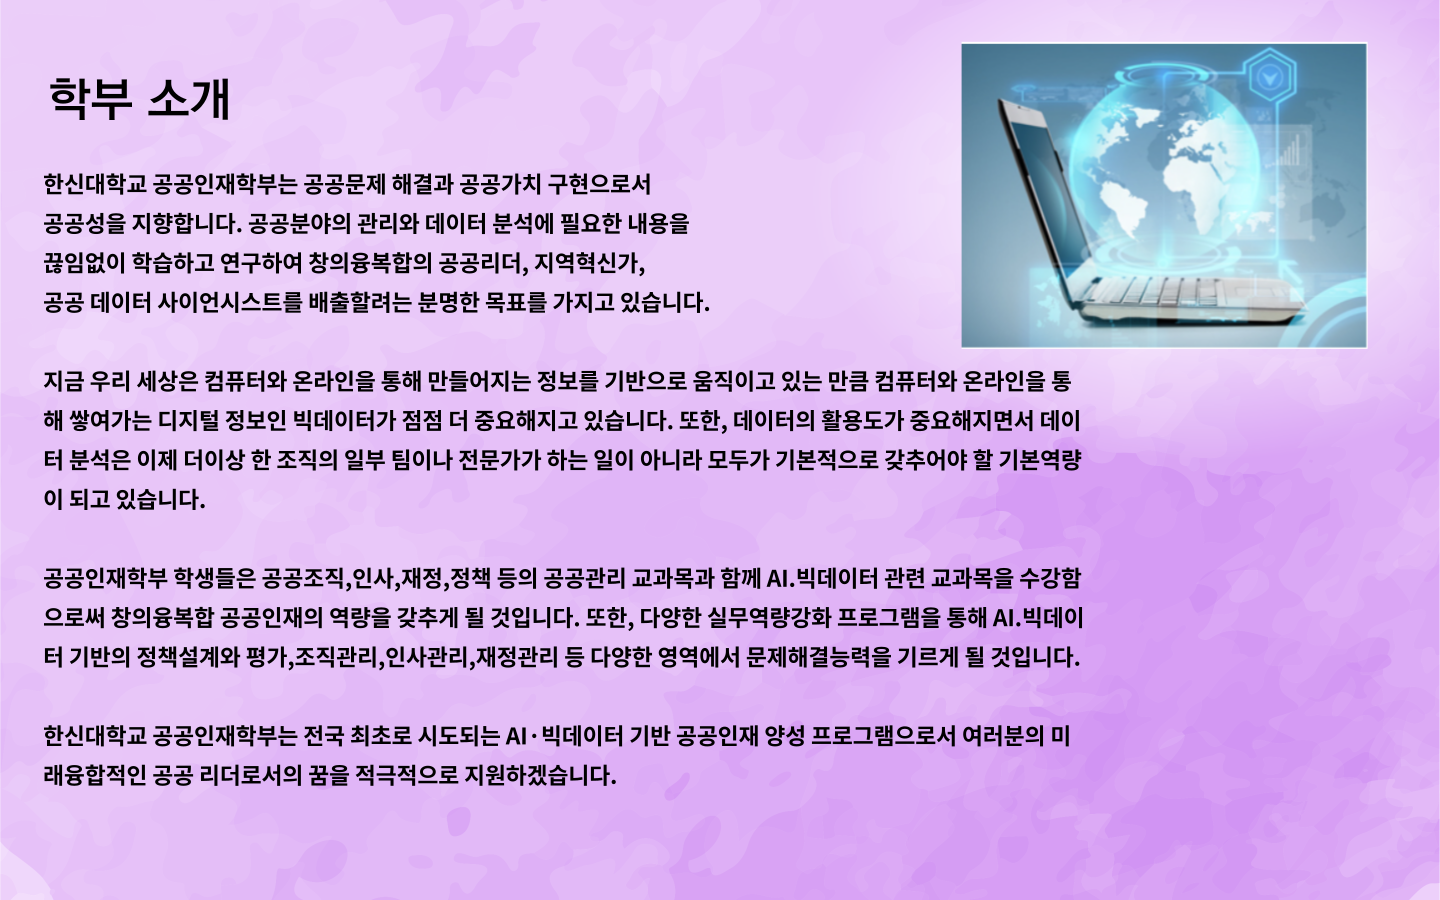 학부 소개
한신대학교 공공인재학부는 공공문제 해결과 공공가치 구현으로서
공공성을 지향합니다. 공공분야의 관리와 데이터 분석에 필요한 내용을
끊임없이 학습하고 연구하여 창의융복합의 공공리더, 지역혁신가,
공공 데이터 사이언시스트를 배출할려는 분명한 목표를 가지고 있습니다.
지금 우리 세상은 컴퓨터와 온라인을 통해 만들어지는 정보를 기반으로 움직이고 있는 만큼 컴퓨터와 온라인을 통
해 쌓여가는 디지털 정보인 빅데이터가 점점 더 중요해지고 있습니다. 또한, 데이터의 활용도가 중요해지면서 데이
터 분석은 이제 더이상 한 조직의 일부 팀이나 전문가가 하는 일이 아니라 모두가 기본적으로 갖추어야 할 기본역량
이 되고 있습니다.
공공인재학부 학생들은 공공조직,인사,재정,정책 등의 공공관리 교과목과 함께 AI.빅데이터 관련 교과목을 수강함
으로써 창의융복합 공공인재의 역량을 갖추게 될 것입니다. 또한, 다양한 실무역량강화 프로그램을 통해 AI.빅데이
터 기반의 정책설계와 평가,조직관리,인사관리,재정관리 등 다양한 영역에서 문제해결능력을 기르게 될 것입니다.
한신대학교 공공인재학부는 전국 최초로 시도되는 AI·빅데이터 기반 공공인재 양성 프로그램으로서 여러분의 미
래융합적인 공공 리더로서의 꿈을 적극적으로 지원하겠습니다.